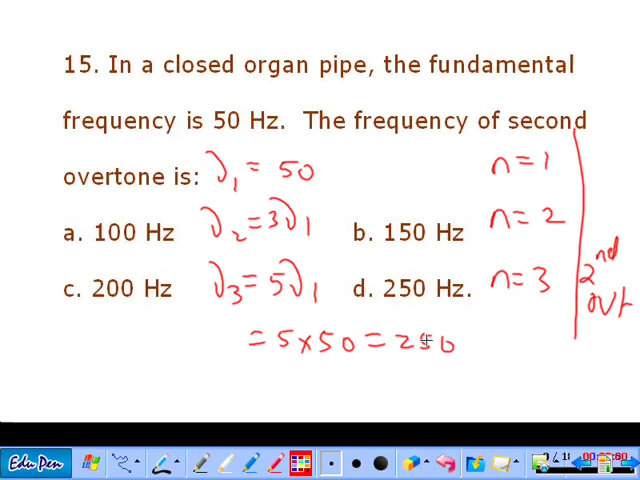 15. In a closed organ pipe, the fundamental
frequency is 50 Hz. The frequency of second
overtone is: ν₁ = 50 n = 1
a. 100 Hz ν₂ = 3ν₁ b. 150 Hz n = 2
c. 200 Hz ν₃ = 5ν₁ d. 250 Hz. n = 3 2nd
= 5 × 50 = 250
Edu Pen